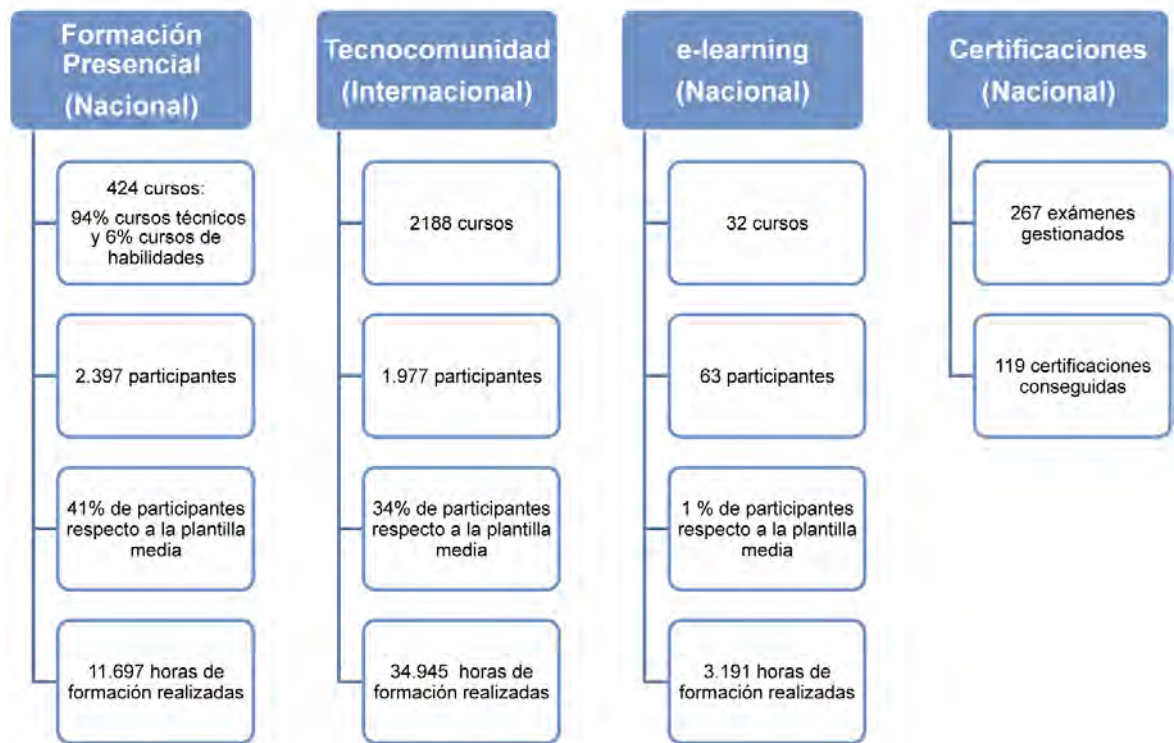 Formación
Presencial
(Nacional)
424 cursos:
94% cursos técnicos
y 6% cursos de
habilidades
2.397 participantes
41% de participantes
respecto a la plantilla
media
11.697 horas de
formación realizadas
Tecnocomunidad
(Internacional)
2188 cursos
1.977 participantes
34% de participantes
respecto a la plantilla
media
34.945 horas de
formación realizadas
e-learning
(Nacional)
32 cursos
63 participantes
1 % de participantes
respecto a la plantilla
media
3.191 horas de
formación realizadas
Certificaciones
(Nacional)
267 exámenes
gestionados
119 certificaciones
conseguidas